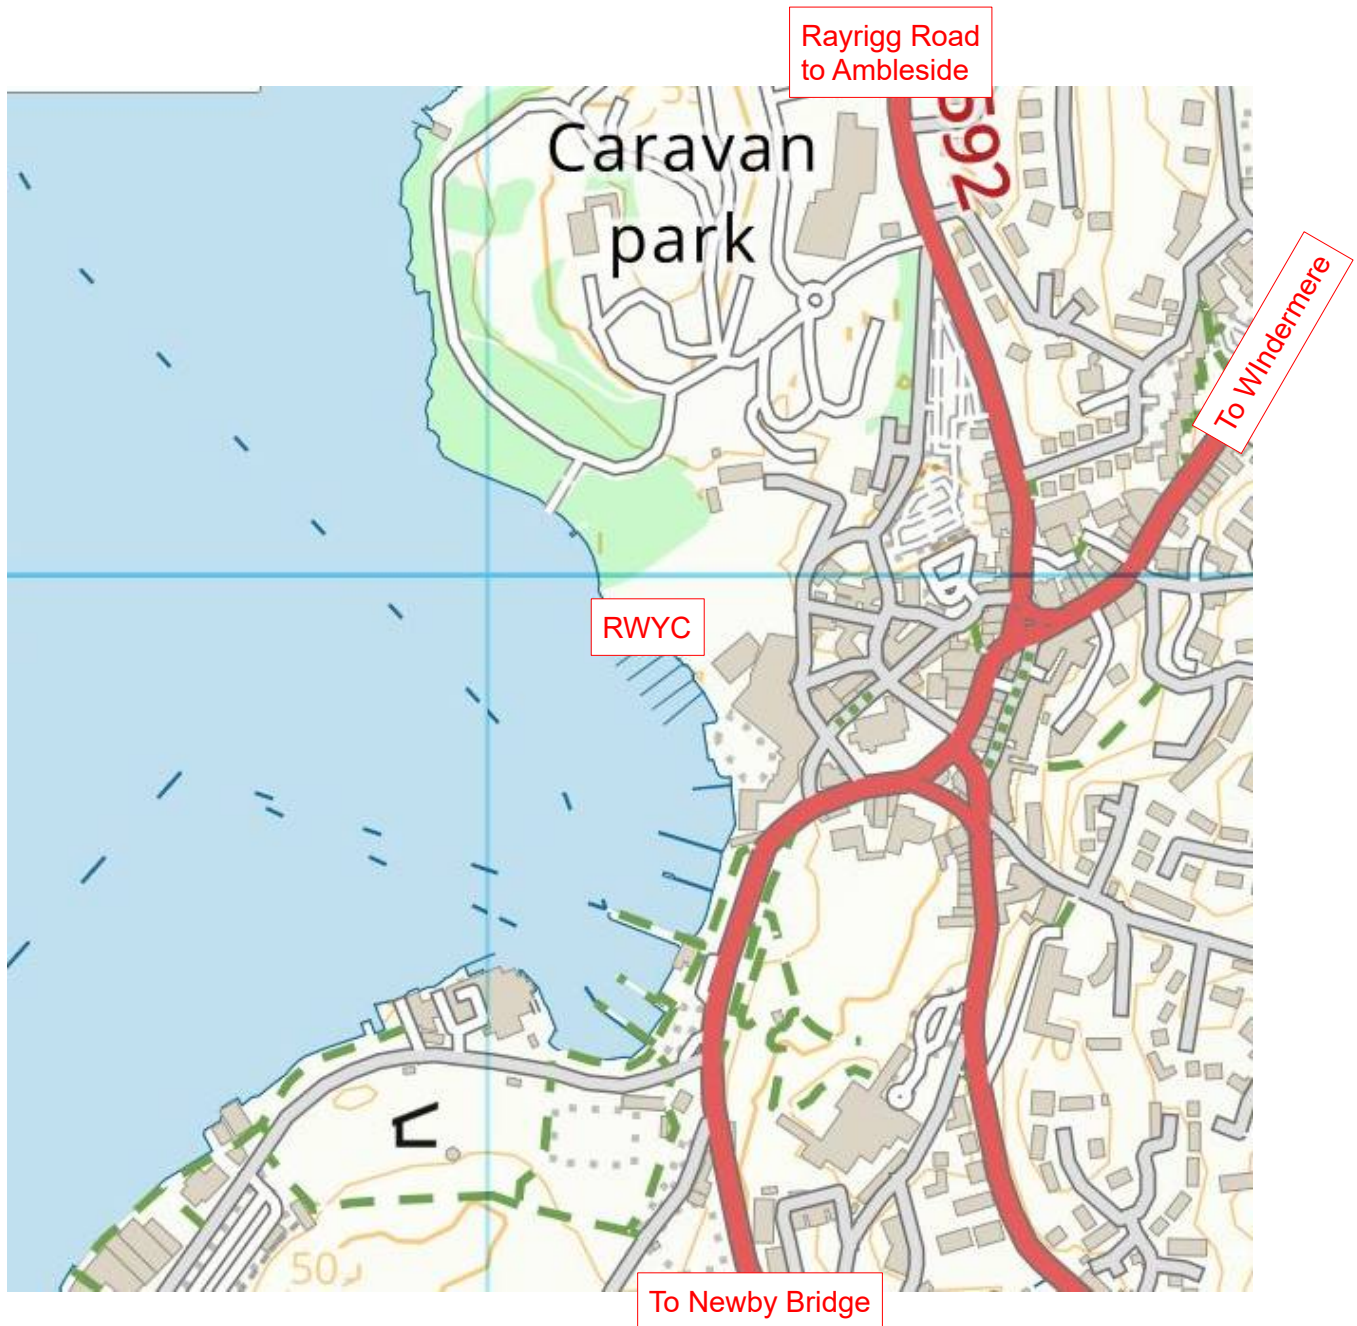 Rayrigg Road
to Ambleside
Caravan
park
592
To WIndermere
RWYC
50
To Newby Bridge